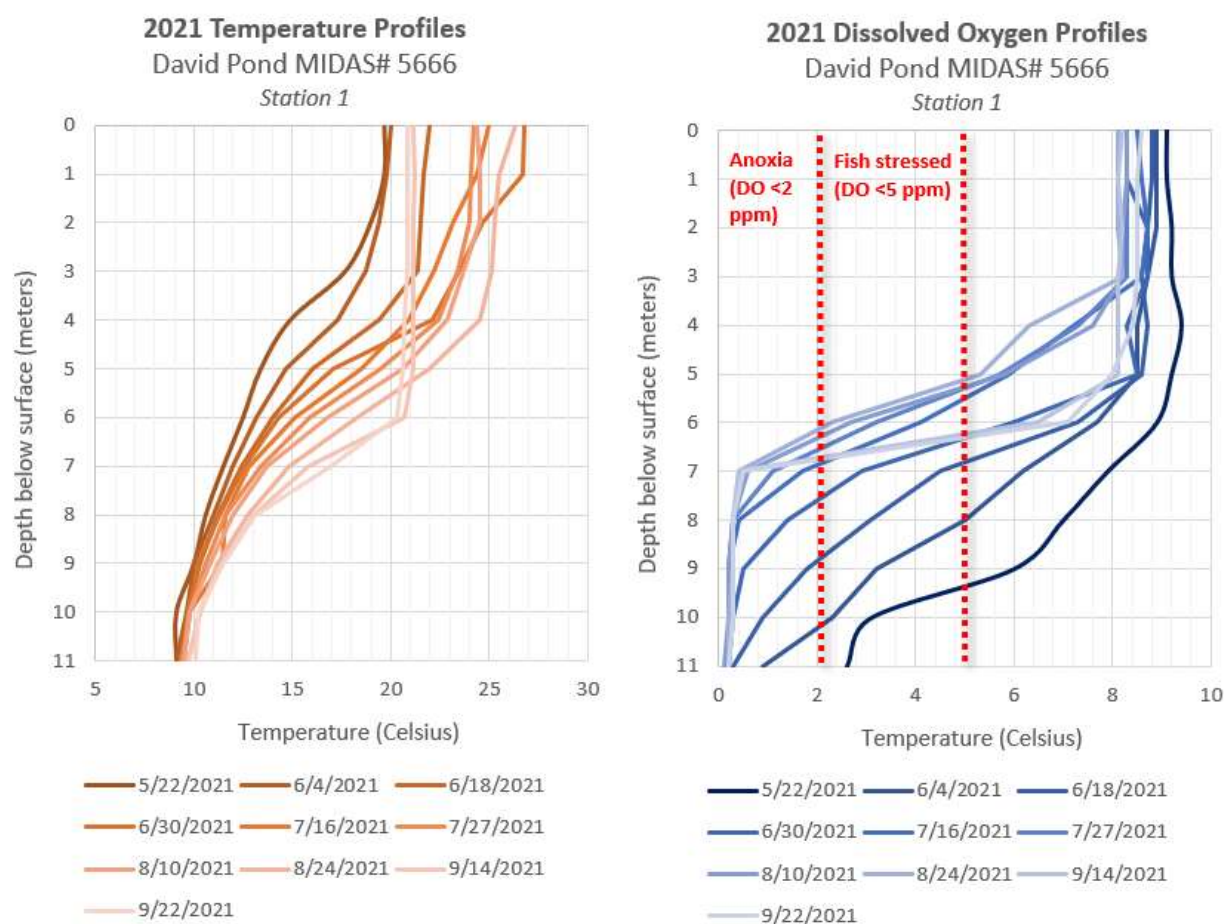 2021 Temperature Profiles
David Pond MIDAS# 5666
Station 1
0
1
2
3
4
5
6
7
8
9
10
11
Depth below surface (meters)
5 10 15 20 25 30
Temperature (Celsius)
5/22/2021 6/4/2021 6/18/2021
6/30/2021 7/16/2021 7/27/2021
8/10/2021 8/24/2021 9/14/2021
9/22/2021
2021 Dissolved Oxygen Profiles
David Pond MIDAS# 5666
Station 1
Anoxia
(DO <2
ppm)
Fish stressed
(DO <5 ppm)
0
1
2
3
4
5
6
7
8
9
10
11
Depth below surface (meters)
0 2 4 6 8 10
Temperature (Celsius)
5/22/2021 6/4/2021 6/18/2021
6/30/2021 7/16/2021 7/27/2021
8/10/2021 8/24/2021 9/14/2021
9/22/2021